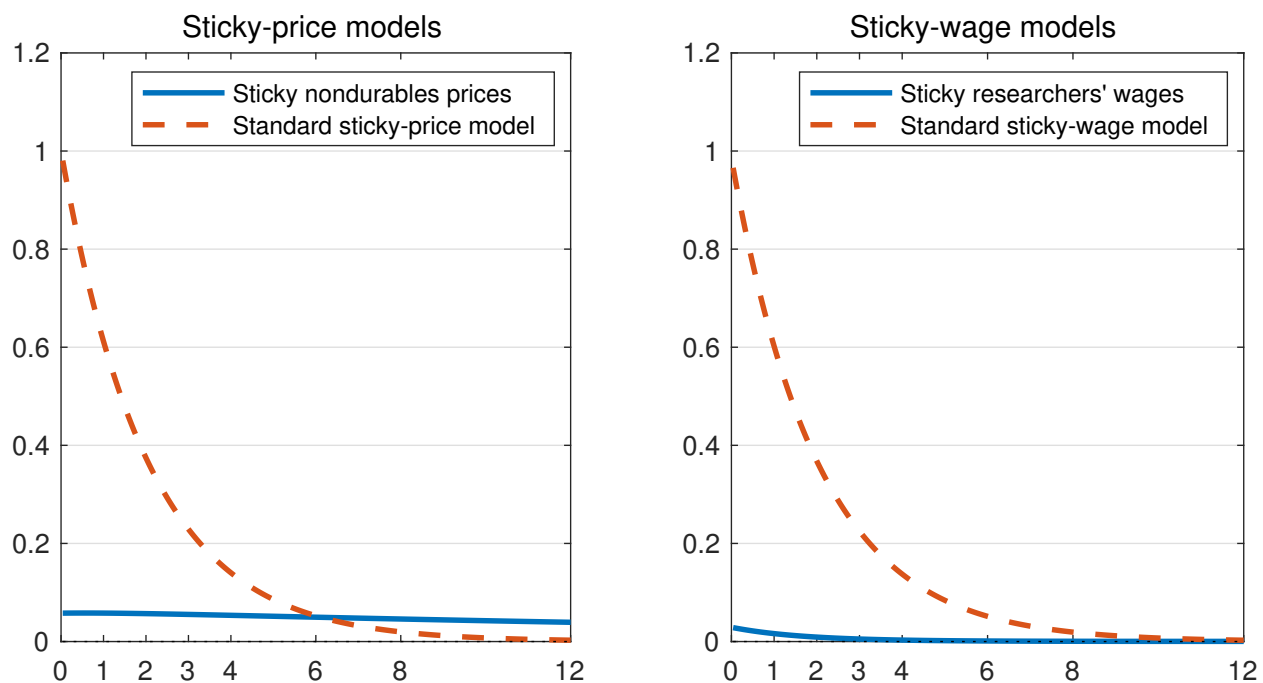 Sticky-price models
1.2
1
0.8
0.6
0.4
0.2
0
0 1 2 3 4 6 8 12
Sticky nondurables prices
Standard sticky-price model
Sticky-wage models
1.2
1
0.8
0.6
0.4
0.2
0
0 1 2 3 4 6 8 12
Sticky researchers' wages
Standard sticky-wage model